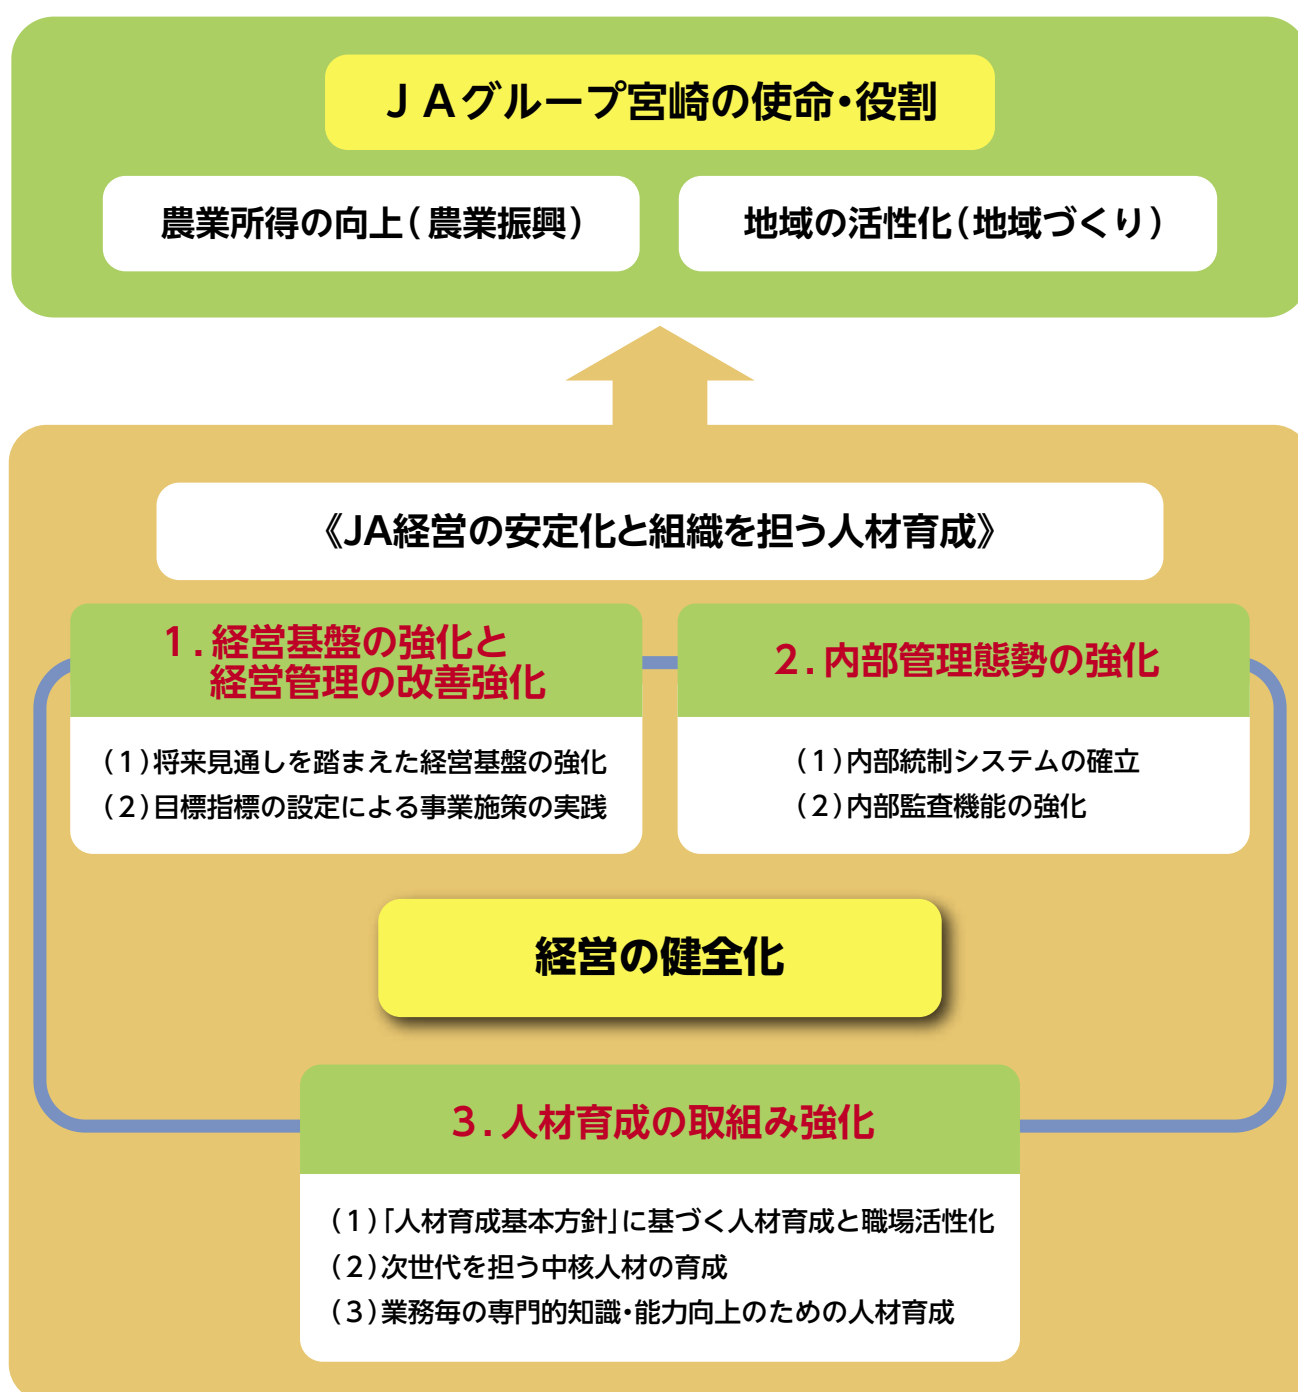 ＪＡグループ宮崎の使命・役割
農業所得の向上（農業振興）
地域の活性化（地域づくり）
《JA経営の安定化と組織を担う人材育成》
１．経営基盤の強化と
経営管理の改善強化
（１）将来見通しを踏まえた経営基盤の強化
（２）目標指標の設定による事業施策の実践
２．内部管理態勢の強化
（１）内部統制システムの確立
（２）内部監査機能の強化
経営の健全化
３．人材育成の取組み強化
（１）「人材育成基本方針」に基づく人材育成と職場活性化
（２）次世代を担う中核人材の育成
（３）業務毎の専門的知識・能力向上のための人材育成